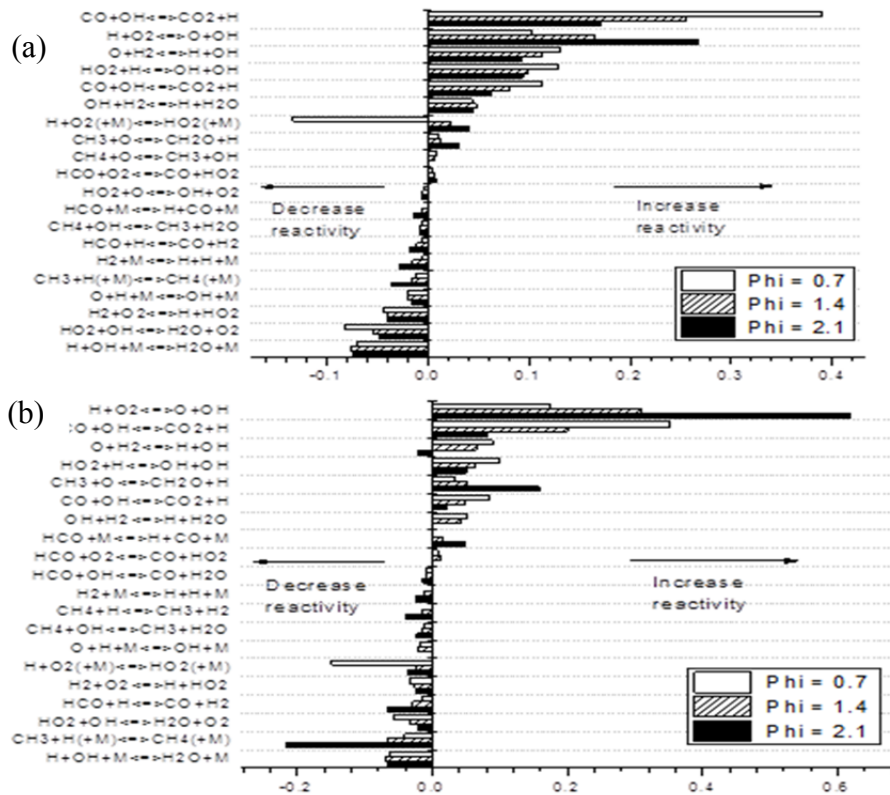 (a)
CO+OH<=>CO2+H
H+O2<=>O+OH
O+H2<=>H+OH
HO2+H<=>OH+OH
CO+OH<=>CO2+H
OH+H2<=>H+H2O
H+O2(+M)<=>HO2(+M)
CH3+O<=>CH2O+H
CH4+O<=>CH3+OH
HCO+O2<=>CO+HO2
HO2+O<=>OH+O2
HCO+M<=>H+CO+M
CH4+OH<=>CH3+H2O
HCO+H<=>CO+H2
H2+M<=>H+H+M
CH3+H(+M)<=>CH4(+M)
O+H+M<=>OH+M
H2+O2<=>H+HO2
HO2+OH<=>H2O+O2
H+OH+M<=>H2O+M
Decrease
reactivity
Increase
reactivity
Phi = 0.7
Phi = 1.4
Phi = 2.1
-0.1 0.0 0.1 0.2 0.3 0.4
(b)
H+O2<=>O+OH
CO+OH<=>CO2+H
O+H2<=>H+OH
HO2+H<=>OH+OH
CH3+O<=>CH2O+H
CO+OH<=>CO2+H
OH+H2<=>H+H2O
HCO+M<=>H+CO+M
HCO+O2<=>CO+HO2
HCO+OH<=>CO+H2O
H2+M<=>H+H+M
CH4+H<=>CH3+H2
CH4+OH<=>CH3+H2O
O+H+M<=>OH+M
H+O2(+M)<=>HO2(+M)
H2+O2<=>H+HO2
HCO+H<=>CO+H2
HO2+OH<=>H2O+O2
CH3+H(+M)<=>CH4(+M)
H+OH+M<=>H2O+M
Decrease
reactivity
Increase
reactivity
Phi = 0.7
Phi = 1.4
Phi = 2.1
-0.2 0.0 0.2 0.4 0.6